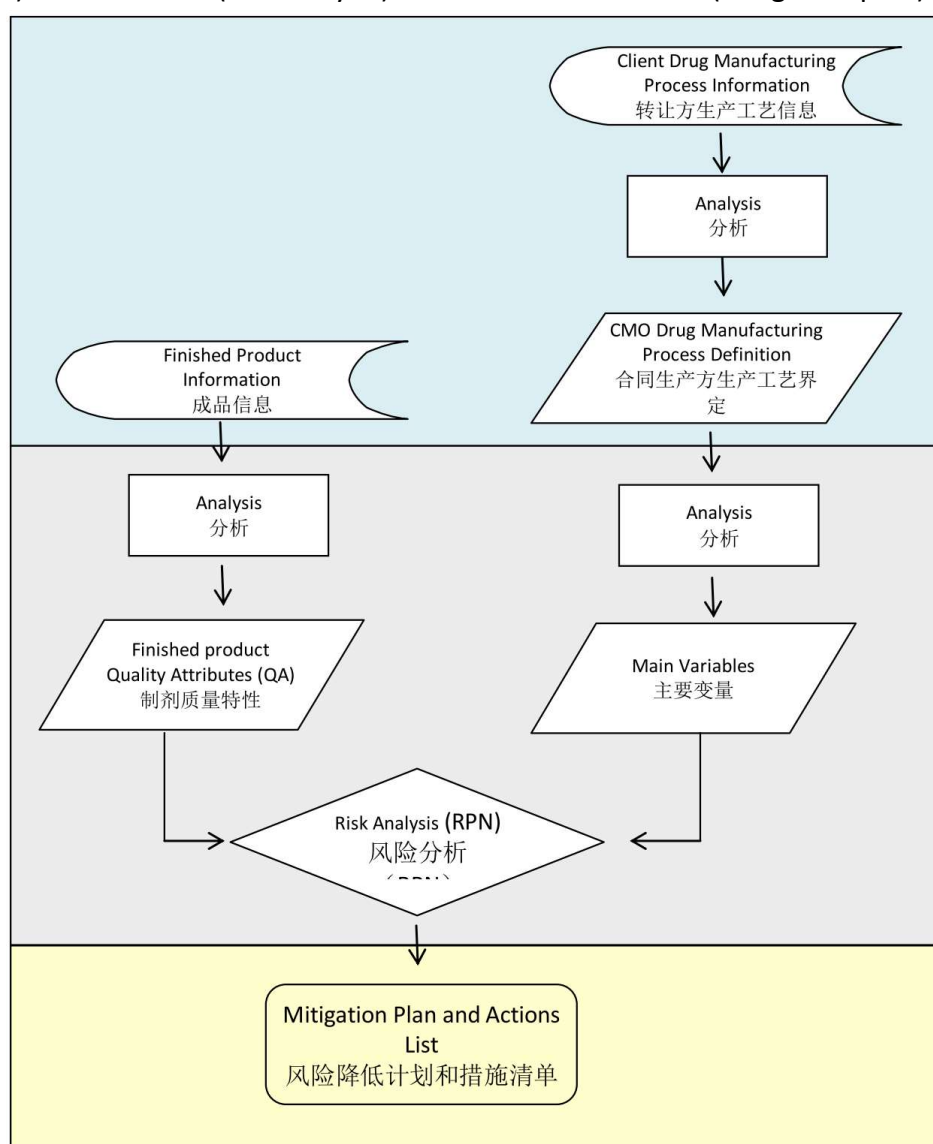 Client Drug Manufacturing
Process Information
转让方生产工艺信息
Analysis
分析
CMO Drug Manufacturing
Process Definition
合同生产方生产工艺界
定
Finished Product
Information
成品信息
Analysis
分析
Analysis
分析
Finished product
Quality Attributes (QA)
制剂质量特性
Main Variables
主要变量
Risk Analysis (RPN)
风险分析
Mitigation Plan and Actions
List
风险降低计划和措施清单